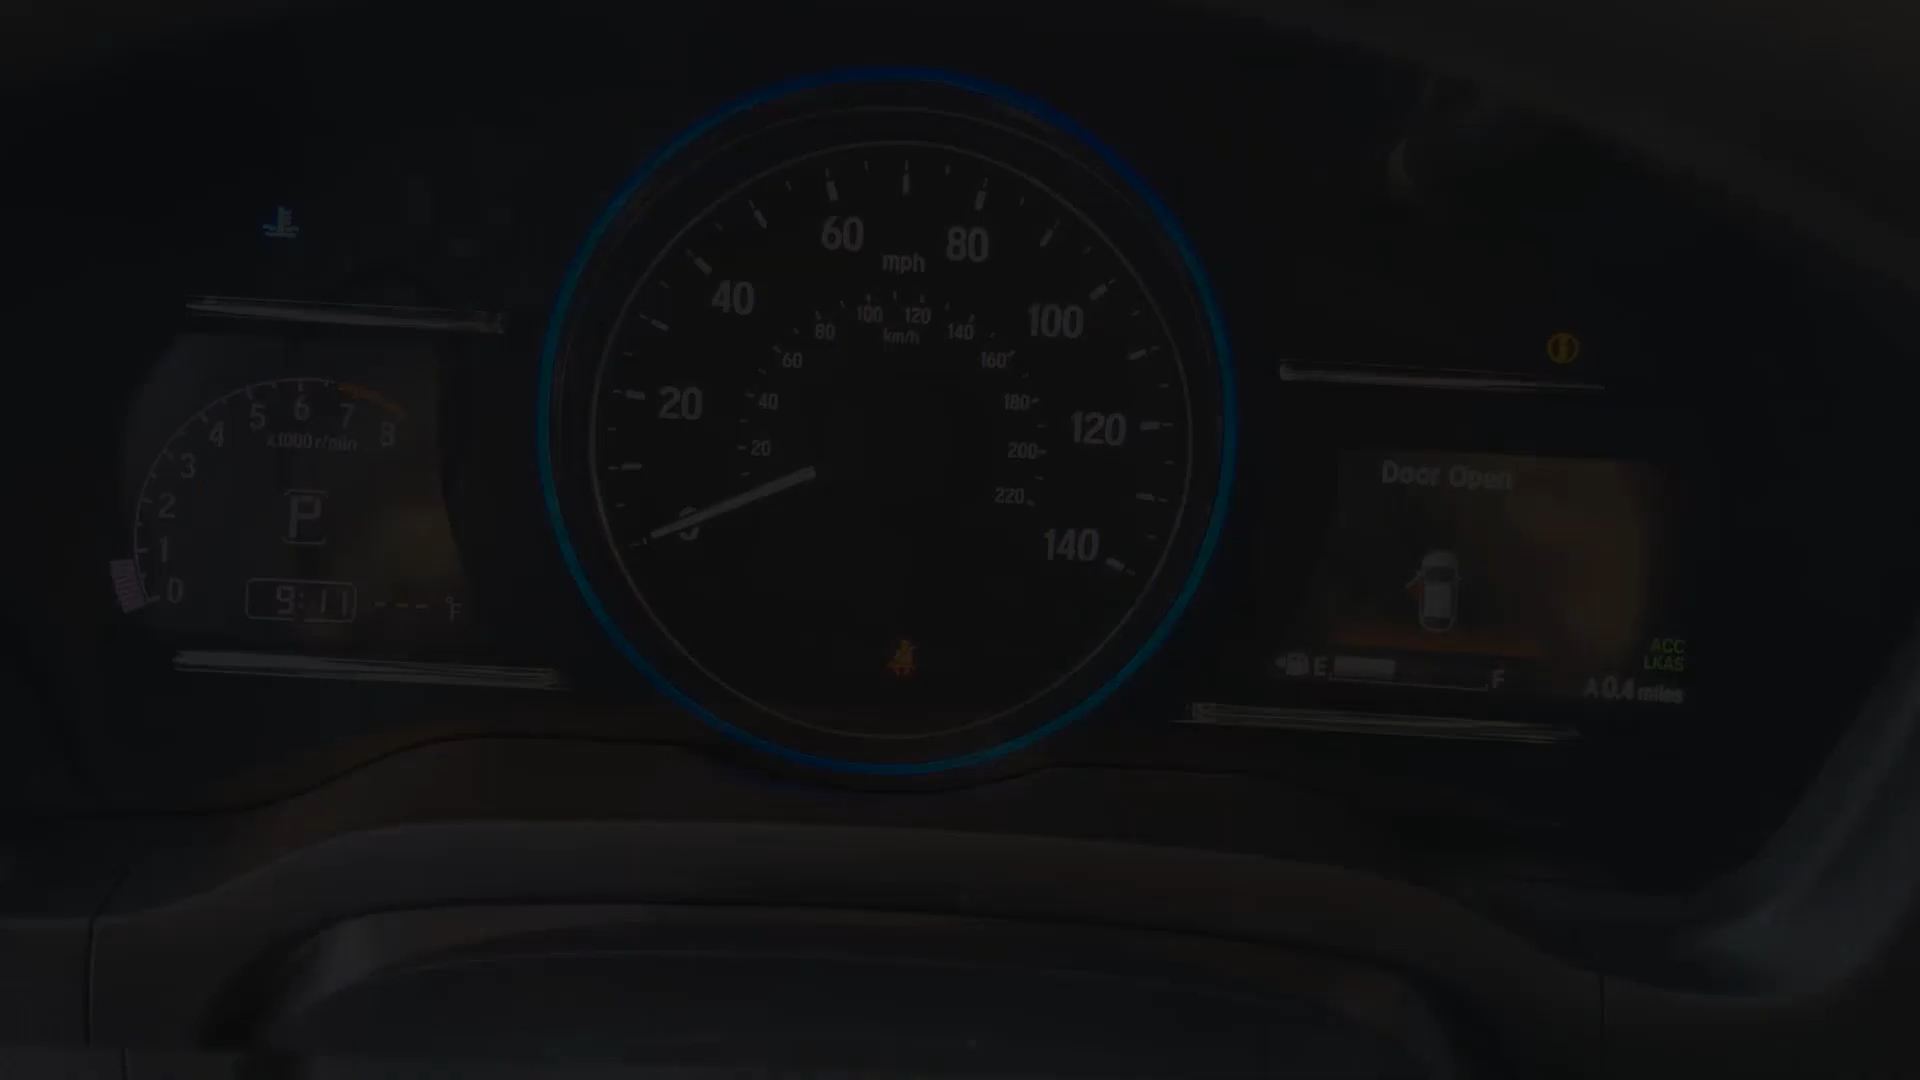 5 6 7 8
x1000 r/min
4
3
2
1
0
P
9:11 ---°F
60 80
mph
40 100
20 120
0 140
80 100 120 140
km/h
60 160
40 180
20 200
220
Door Open
E F
ACC
LKAS
A 0.4 miles